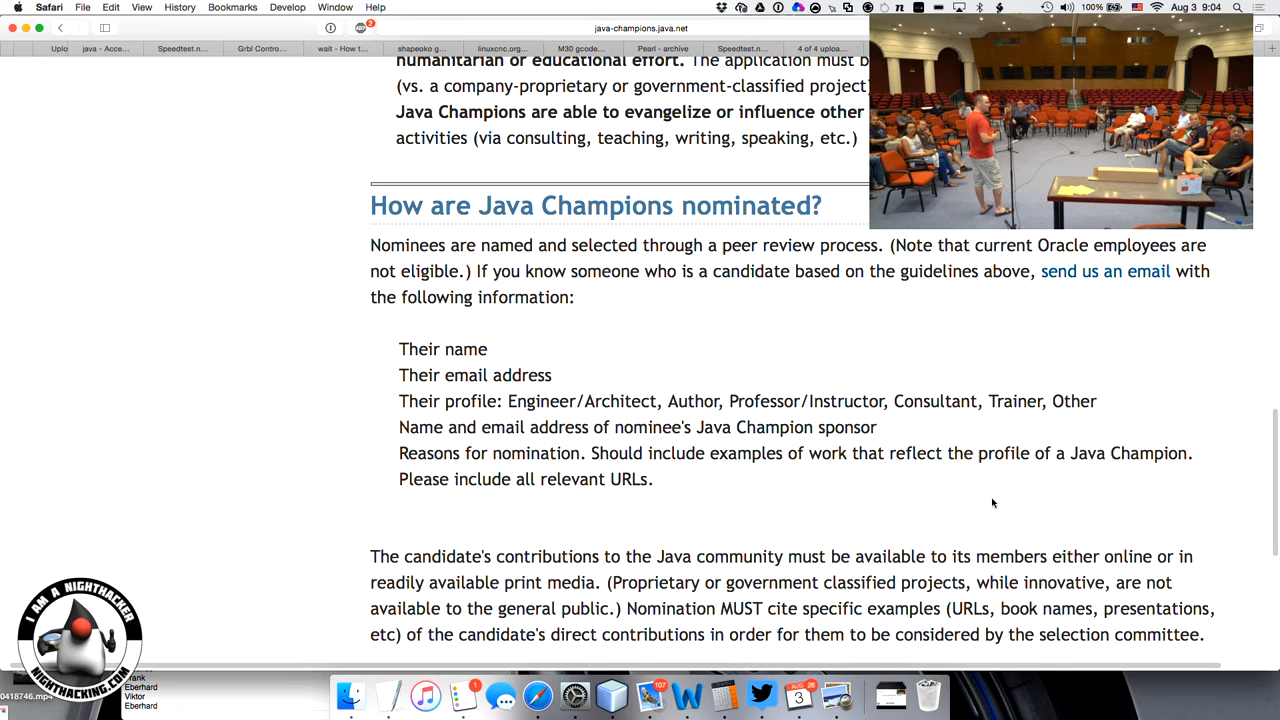 Safari File Edit View History Bookmarks Develop Window Help 100% Aug 3 9:04
2 java-champions.java.net
Uplo java - Acce... Speedtest.n... Grbl Contro... wait - How t... shapeoko g... linuxcnc.org... M30 gcode... Pearl - archive Speedtest.n... 4 of 4 uploa...
humanitarian or educational effort. The application must b
(vs. a company-proprietary or government-classified project)
Java Champions are able to evangelize or influence other
activities (via consulting, teaching, writing, speaking, etc.)
How are Java Champions nominated?
Nominees are named and selected through a peer review process. (Note that current Oracle employees are
not eligible.) If you know someone who is a candidate based on the guidelines above, send us an email with
the following information:
Their name
Their email address
Their profile: Engineer/Architect, Author, Professor/Instructor, Consultant, Trainer, Other
Name and email address of nominee's Java Champion sponsor
Reasons for nomination. Should include examples of work that reflect the profile of a Java Champion.
Please include all relevant URLs.
The candidate's contributions to the Java community must be available to its members either online or in
readily available print media. (Proprietary or government classified projects, while innovative, are not
available to the general public.) Nomination MUST cite specific examples (URLs, book names, presentations,
etc) of the candidate's direct contributions in order for them to be considered by the selection committee.
I AM A NIGHTHACKER
NIGHTHACKING.COM
0418746.mp4
Eberhard
Viktor
Eberhard
1 107 AUG 3 26